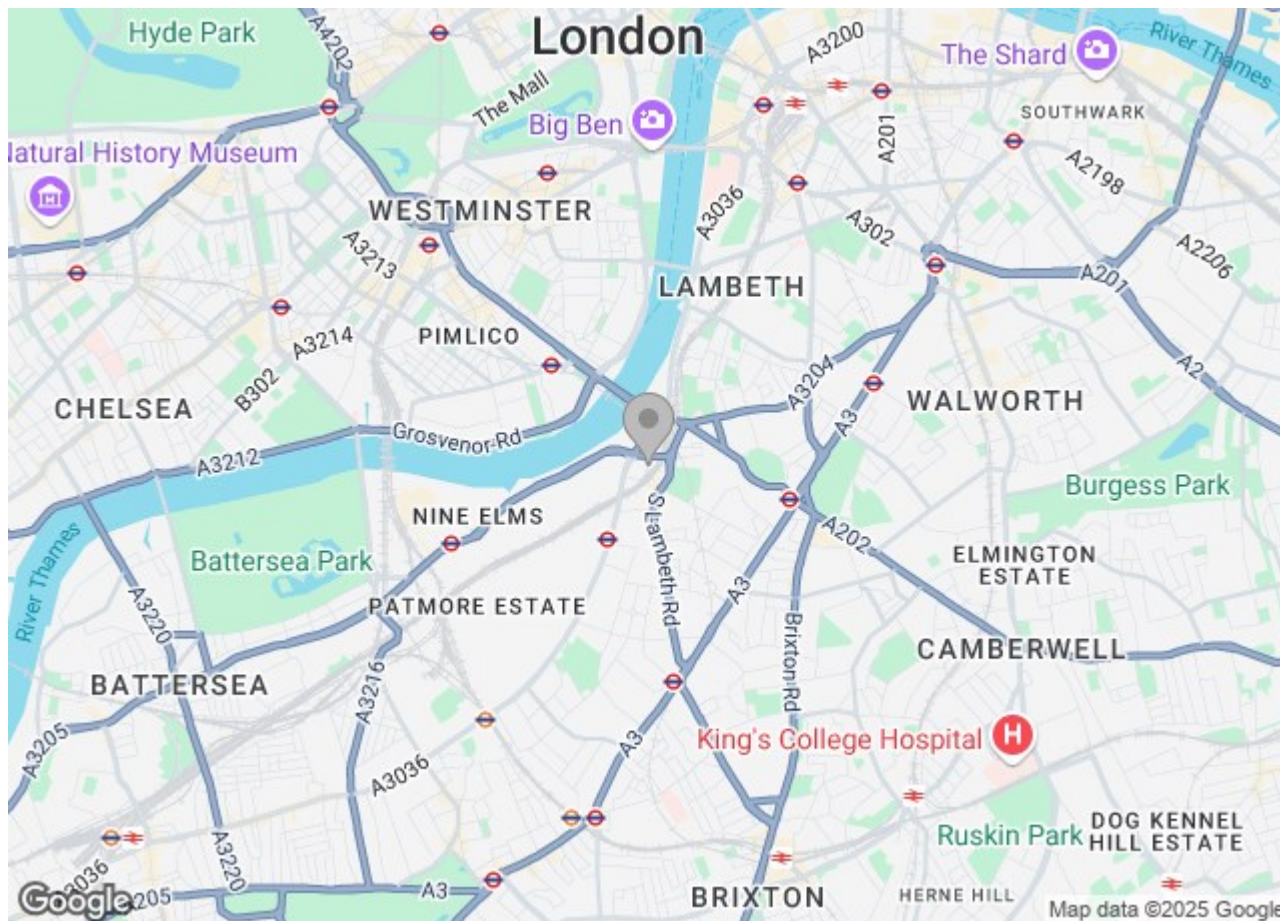 Hyde Park
A4202
London
A3200
The Shard
River Thames
The Mall
Big Ben
A201
SOUTHWARK
Natural History Museum
A2198
WESTMINSTER
A3036
A302
A2206
A3213
LAMBETH
A201
PIMLICO
A3214
A3204
A2
B302
CHELSEA
A3
WALWORTH
Grosvenor Rd
A3212
Burgess Park
S Lambeth Rd
NINE ELMS
A202
River Thames
Battersea Park
ELMINGTON
ESTATE
A3220
PATMORE ESTATE
A3
Brixton Rd
CAMBERWELL
BATTERSEA
A3216
A3205
A3
King's College Hospital
H
A3036
Ruskin Park
DOG KENNEL
HILL ESTATE
A3220
A3036
A3
BRIXTON
HERNE HILL
Google
205
Map data ©2025 Google